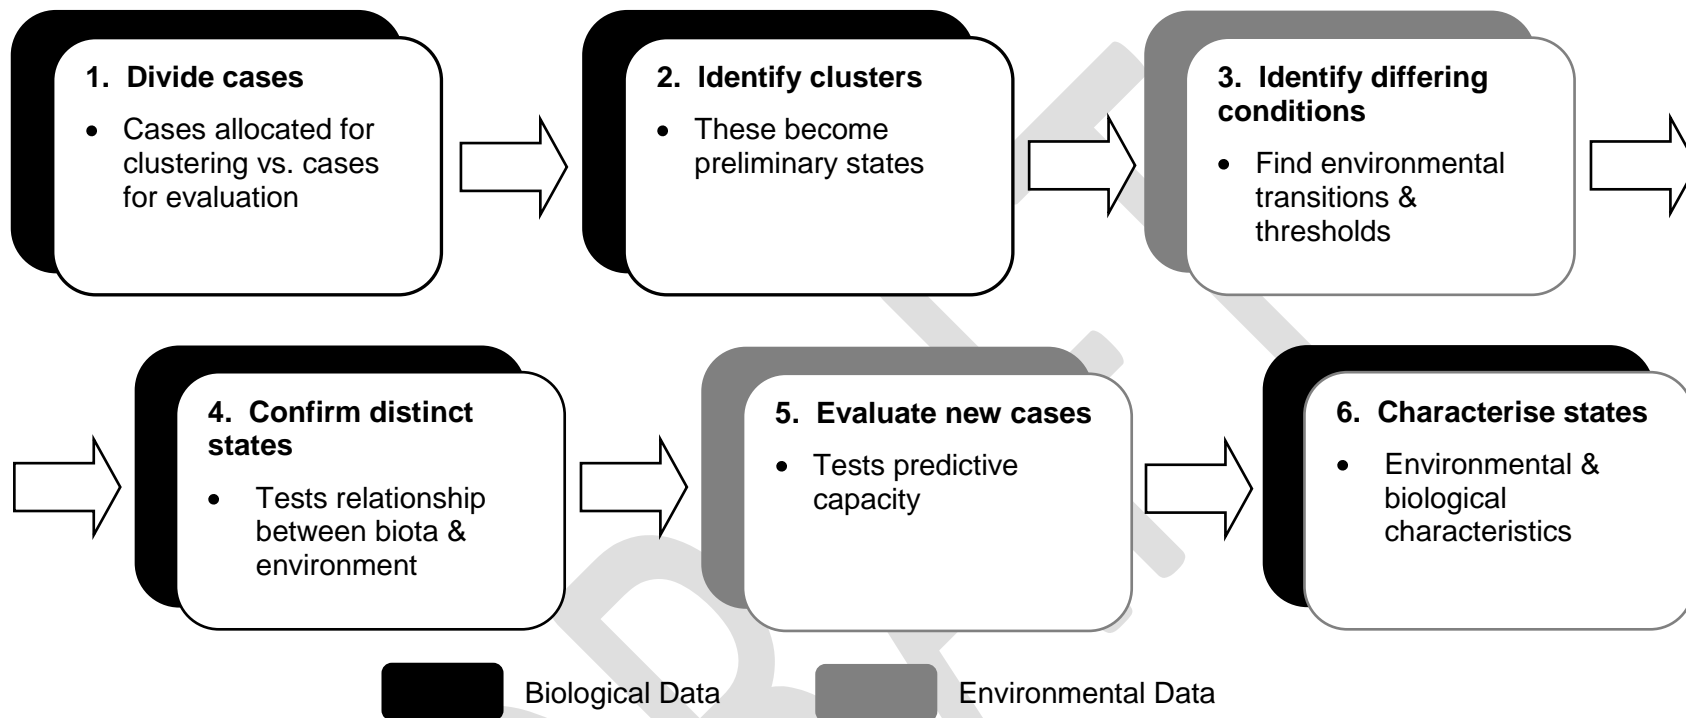 1. Divide cases
• Cases allocated for
clustering vs. cases
for evaluation
2. Identify clusters
• These become
preliminary states
3. Identify differing
conditions
• Find environmental
transitions &
thresholds
4. Confirm distinct
states
• Tests relationship
between biota &
environment
5. Evaluate new cases
• Tests predictive
capacity
6. Characterise states
• Environmental &
biological
characteristics
Biological Data
Environmental Data